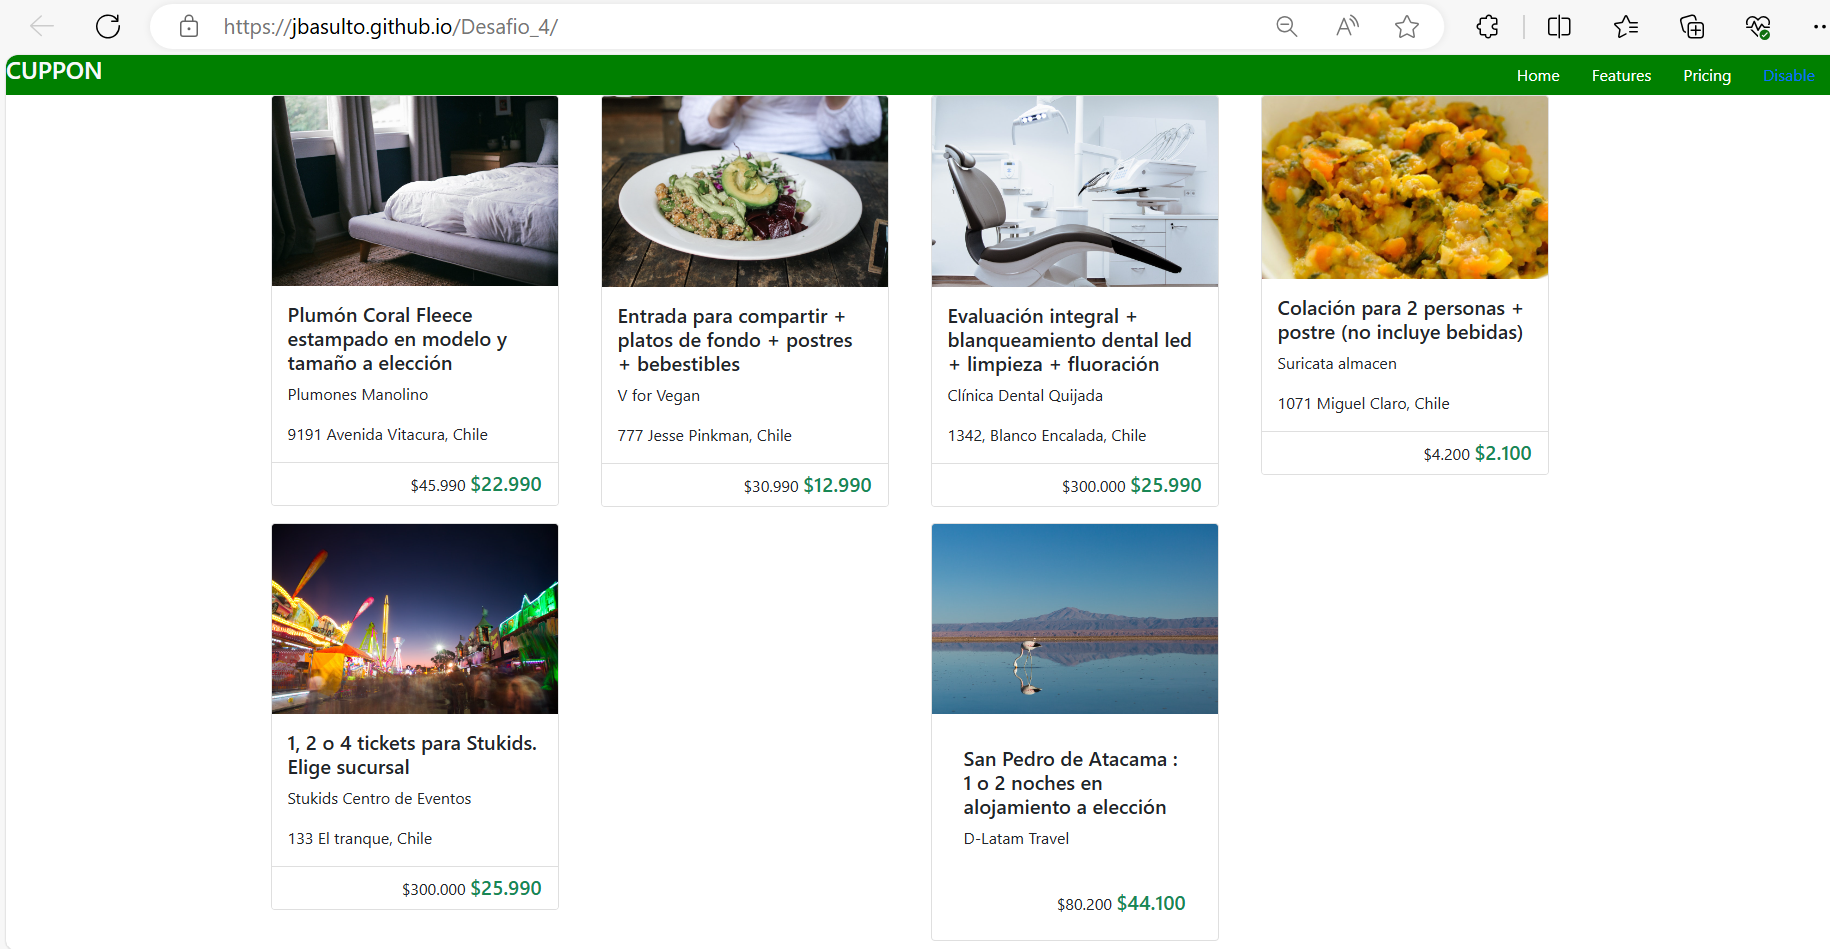 https://jbasulto.github.io/Desafio_4/
CUPPON
Home
Features
Pricing
Disable
Plumón Coral Fleece
estampado en modelo y
tamaño a elección
Plumones Manolino
9191 Avenida Vitacura, Chile
$45.990 $22.990
Entrada para compartir +
platos de fondo + postres
+ bebestibles
V for Vegan
777 Jesse Pinkman, Chile
$30.990 $12.990
Evaluación integral +
blanqueamiento dental led
+ limpieza + fluoración
Clínica Dental Quijada
1342, Blanco Encalada, Chile
$300.000 $25.990
Colación para 2 personas +
postre (no incluye bebidas)
Suricata almacen
1071 Miguel Claro, Chile
$4.200 $2.100
1, 2 o 4 tickets para Stukids.
Elige sucursal
Stukids Centro de Eventos
133 El tranque, Chile
$300.000 $25.990
San Pedro de Atacama :
1 o 2 noches en
alojamiento a elección
D-Latam Travel
$80.200 $44.100